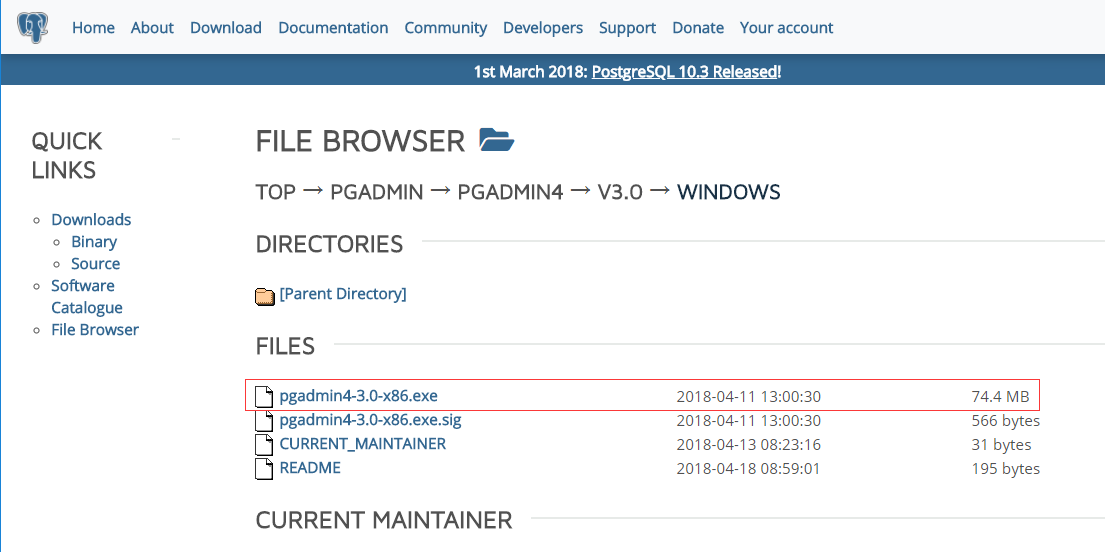 Home About Download Documentation Community Developers Support Donate Your account
1st March 2018: PostgreSQL 10.3 Released!
QUICK
LINKS
Downloads
Binary
Source
Software
Catalogue
File Browser
FILE BROWSER
TOP → PGADMIN → PGADMIN4 → V3.0 → WINDOWS
DIRECTORIES
[Parent Directory]
FILES
pgadmin4-3.0-x86.exe 2018-04-11 13:00:30 74.4 MB
pgadmin4-3.0-x86.exe.sig 2018-04-11 13:00:30 566 bytes
CURRENT_MAINTAINER 2018-04-13 08:23:16 31 bytes
README 2018-04-18 08:59:01 195 bytes
CURRENT MAINTAINER